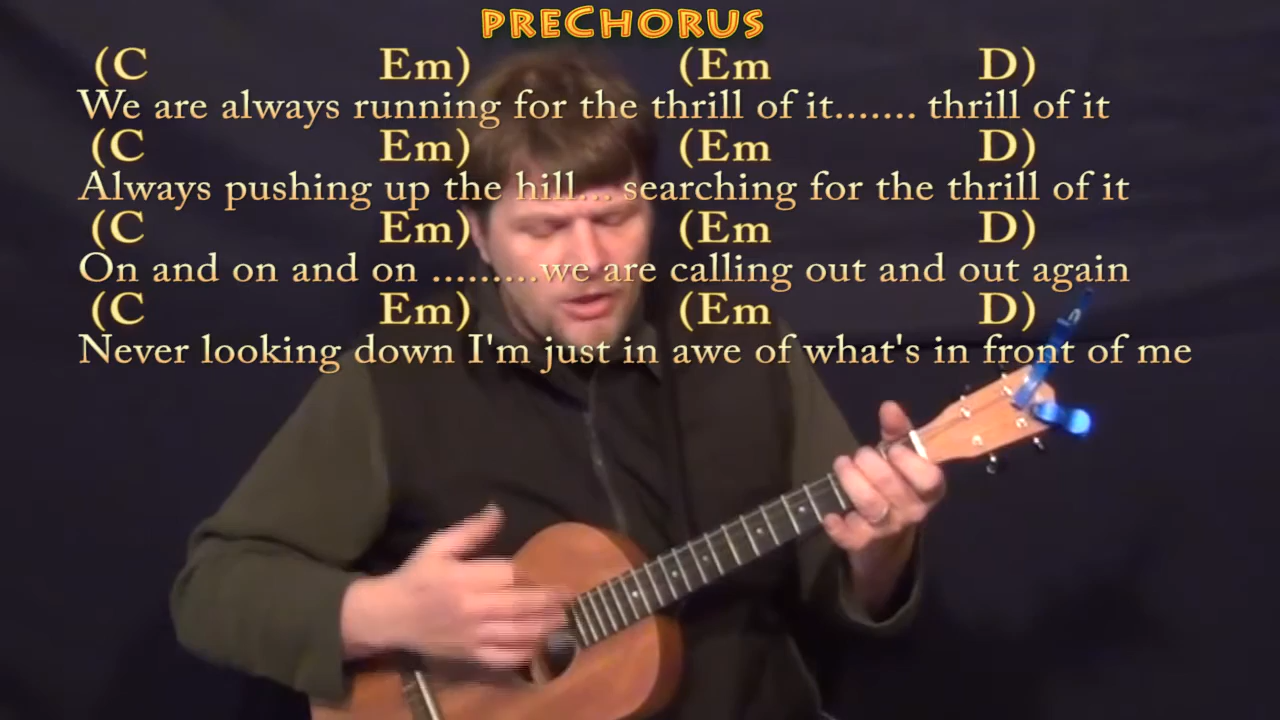 PRECHORUS
(C Em) (Em D)
We are always running for the thrill of it....... thrill of it
(C Em) (Em D)
Always pushing up the hill... searching for the thrill of it
(C Em) (Em D)
On and on and on .........we are calling out and out again
(C Em) (Em D)
Never looking down I'm just in awe of what's in front of me